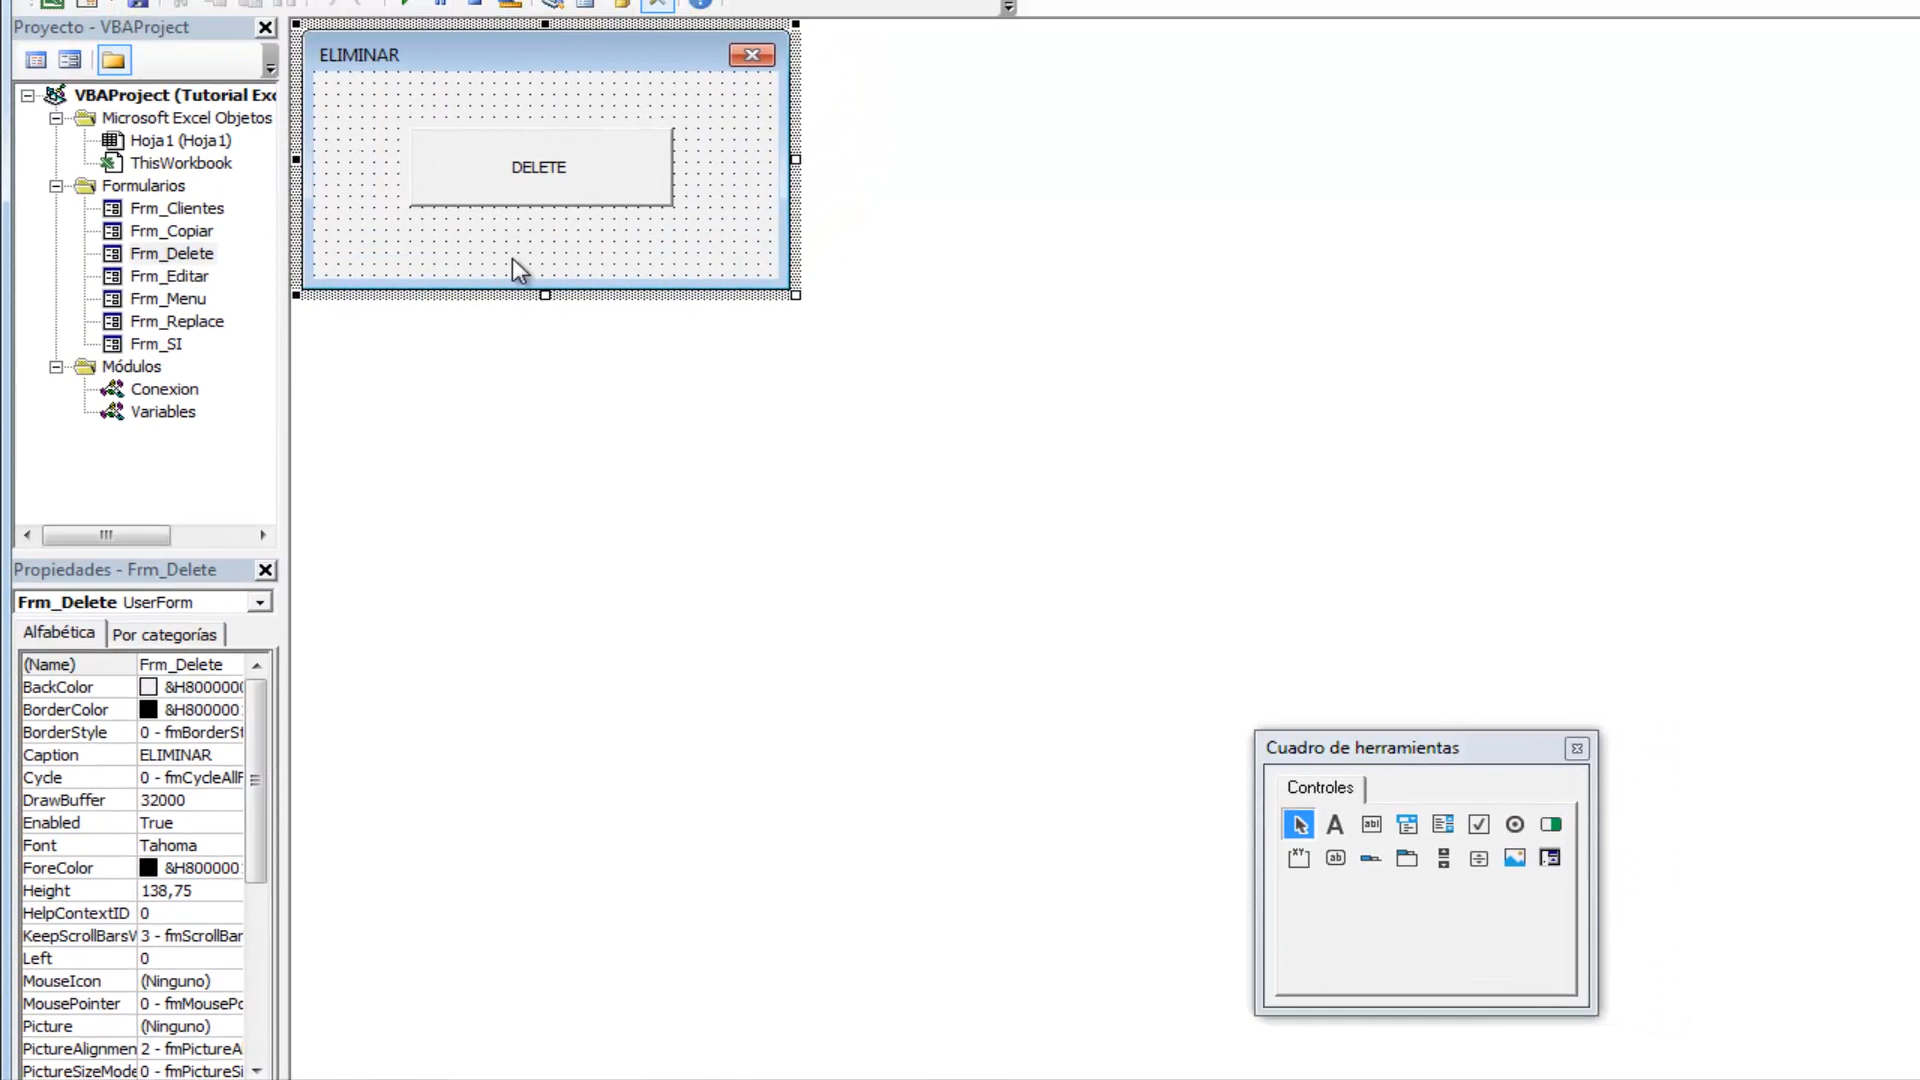 Proyecto - VBAProject
VBAProject (Tutorial Exc
Microsoft Excel Objetos
Hoja1 (Hoja1)
ThisWorkbook
Formularios
Frm_Clientes
Frm_Copiar
Frm_Delete
Frm_Editar
Frm_Menu
Frm_Replace
Frm_SI
Módulos
Conexion
Variables
ELIMINAR
DELETE
Propiedades - Frm_Delete
Frm_Delete UserForm
Alfabética Por categorías
(Name) Frm_Delete
BackColor &H8000000
BorderColor &H800001
BorderStyle 0 - fmBorderSt
Caption ELIMINAR
Cycle 0 - fmCycleAllF
DrawBuffer 32000
Enabled True
Font Tahoma
ForeColor &H800001
Height 138,75
HelpContextID 0
KeepScrollBarsV 3 - fmScrollBar
Left 0
MouseIcon (Ninguno)
MousePointer 0 - fmMousePo
Picture (Ninguno)
PictureAlignmen 2 - fmPictureAl
PictureSizeMode 0 - fmPictureSi
Cuadro de herramientas
Controles